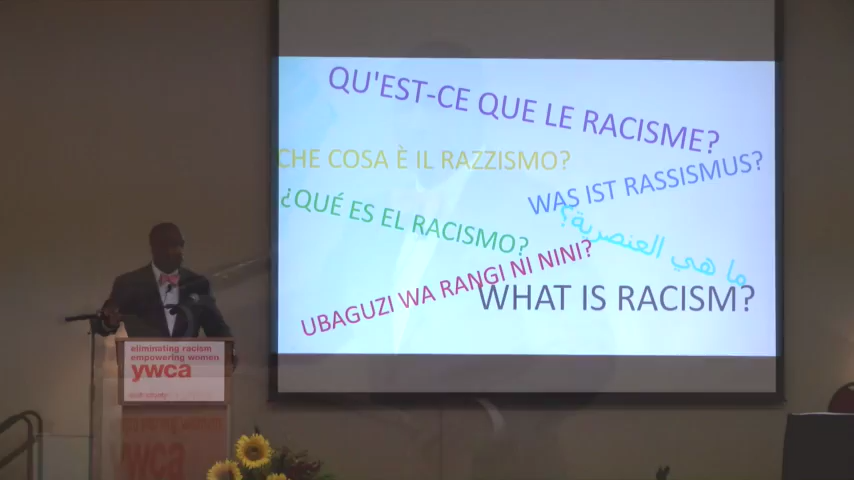 QU'EST-CE QUE LE RACISME?
CHE COSA È IL RAZZISMO?
WAS IST RASSISMUS?
¿QUÉ ES EL RACISMO?
ما هي العنصرية؟
UBAGUZI WA RANGI NI NINI?
WHAT IS RACISM?
eliminating racism
empowering women
ywca
ywca